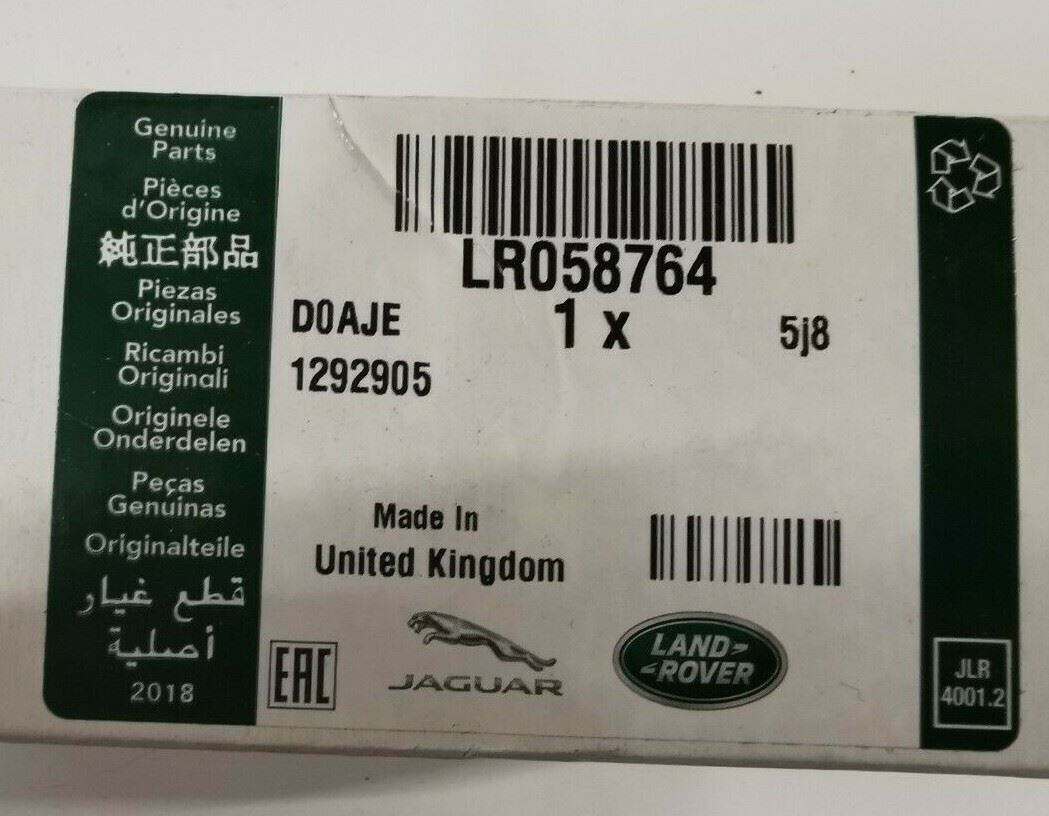 Genuine
Parts
Pièces
d'Origine
純正部品
Piezas
Originales
Ricambi
Originali
Originele
Onderdelen
Peças
Genuinas
Originalteile
قطع غيار
أصلية
2018
LR058764
D0AJE
1 x
5j8
1292905
Made In
United Kingdom
EAC
JAGUAR
LAND
ROVER
JLR
4001.2